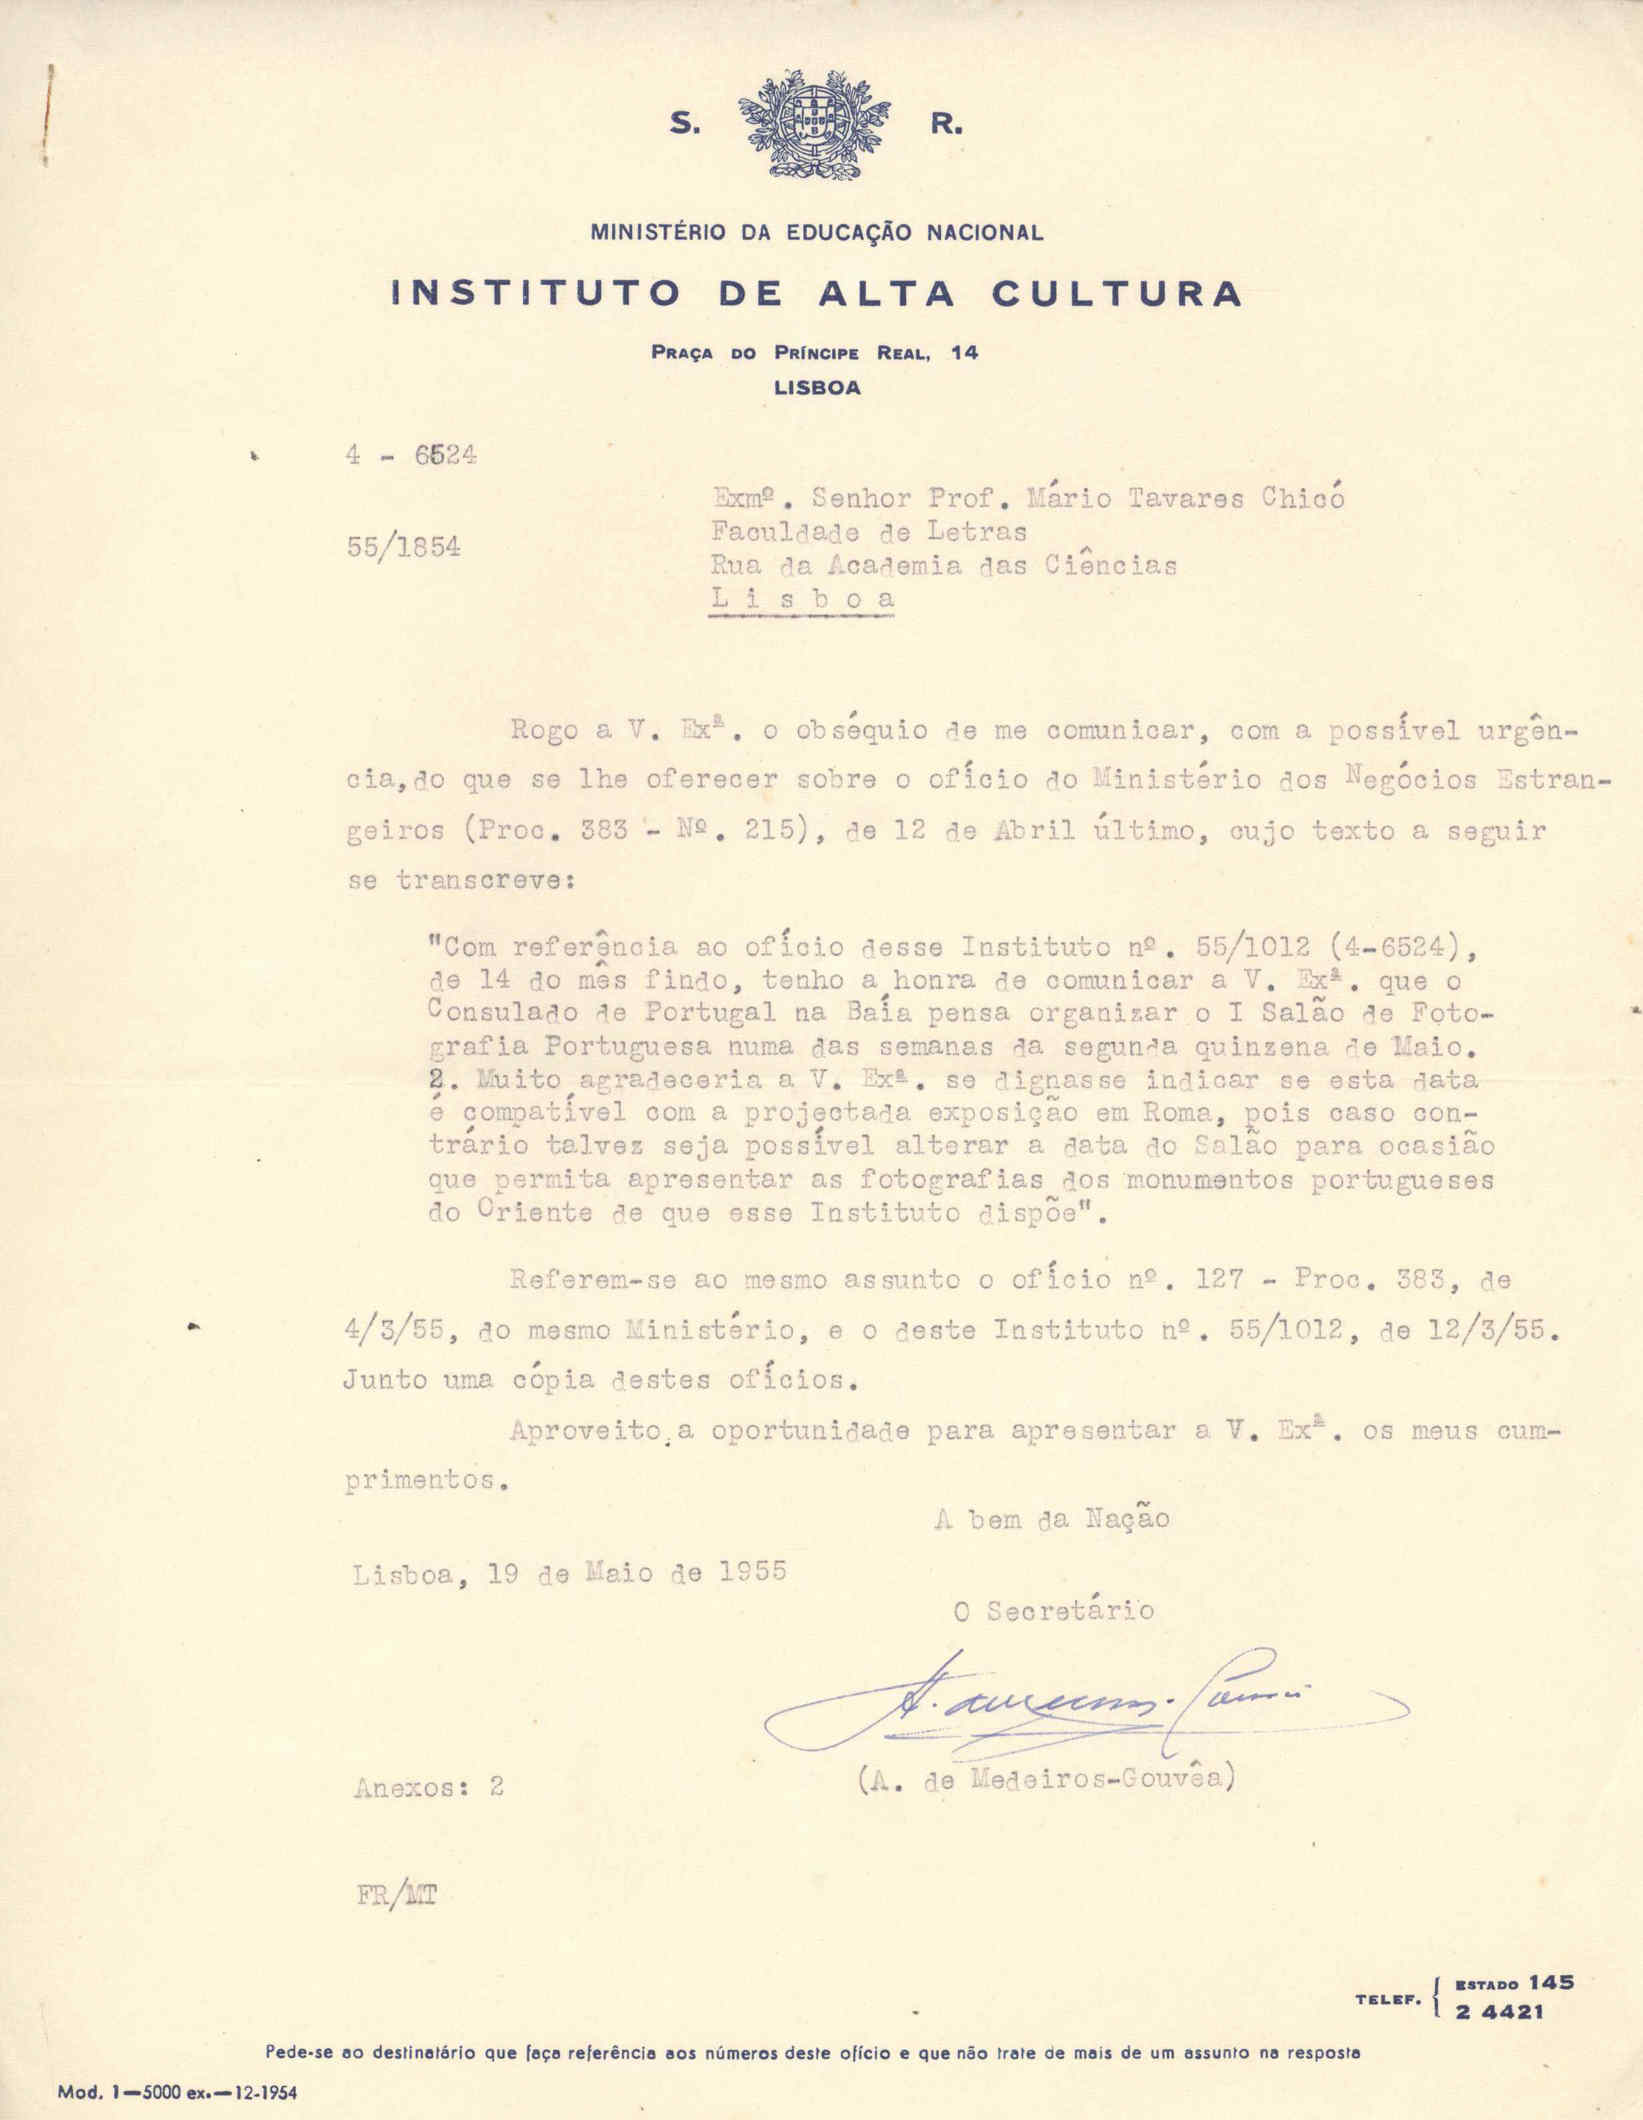 S. R.
MINISTÉRIO DA EDUCAÇÃO NACIONAL
INSTITUTO DE ALTA CULTURA
PRAÇA DO PRÍNCIPE REAL, 14
LISBOA
4 - 6524
Exmº. Senhor Prof. Mário Tavares Chicó
Faculdade de Letras
55/1854
Rua da Academia das Ciências
L i s b o a
Rogo a V. Exª. o obséquio de me comunicar, com a possível urgên-
cia, do que se lhe oferecer sobre o ofício do Ministério dos Negócios Estran-
geiros (Proc. 383 - Nº. 215), de 12 de Abril último, cujo texto a seguir
se transcreve:
"Com referência ao ofício desse Instituto nº. 55/1012 (4-6524),
de 14 do mês findo, tenho a honra de comunicar a V. Exª. que o
Consulado de Portugal na Baía pensa organizar o I Salão de Foto-
grafia Portuguesa numa das semanas da segunda quinzena de Maio.
2. Muito agradeceria a V. Exª. se dignasse indicar se esta data
é compatível com a projectada exposição em Roma, pois caso con-
trário talvez seja possível alterar a data do Salão para ocasião
que permita apresentar as fotografias dos monumentos portugueses
do Oriente de que esse Instituto dispõe".
Referem-se ao mesmo assunto o ofício nº. 127 - Proc. 383, de
4/3/55, do mesmo Ministério, e o deste Instituto nº. 55/1012, de 12/3/55.
Junto uma cópia destes ofícios.
Aproveito a oportunidade para apresentar a V. Exª. os meus cum-
primentos.
A bem da Nação
Lisboa, 19 de Maio de 1955
O Secretário
(A. de Medeiros-Gouvêa)
Anexos: 2
FR/MT
TELEF. { ESTADO 145
2 4421
Pede-se ao destinatário que faça referência aos números deste ofício e que não trate de mais de um assunto na resposta
Mod. 1—5000 ex.—12-1954